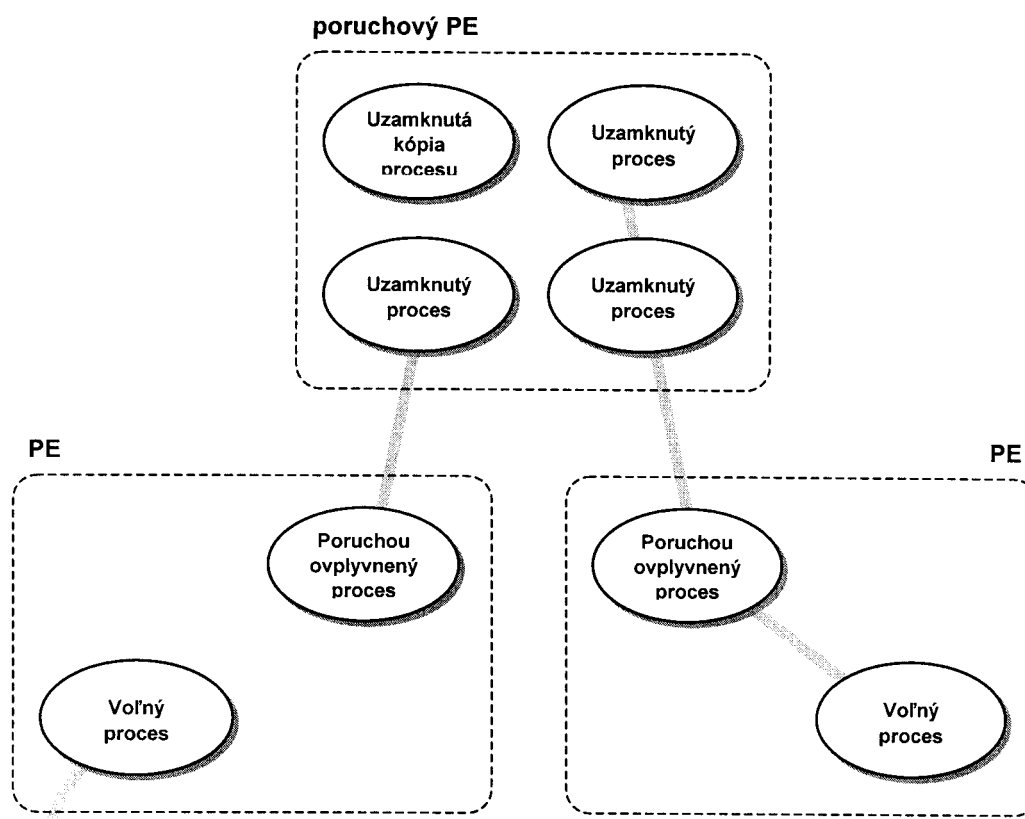 poruchový PE
Uzamknutá
kópia
procesu
Uzamknutý
proces
Uzamknutý
proces
Uzamknutý
proces
PE
PE
Poruchou
ovplyvnený
proces
Poruchou
ovplyvnený
proces
Voľný
proces
Voľný
proces